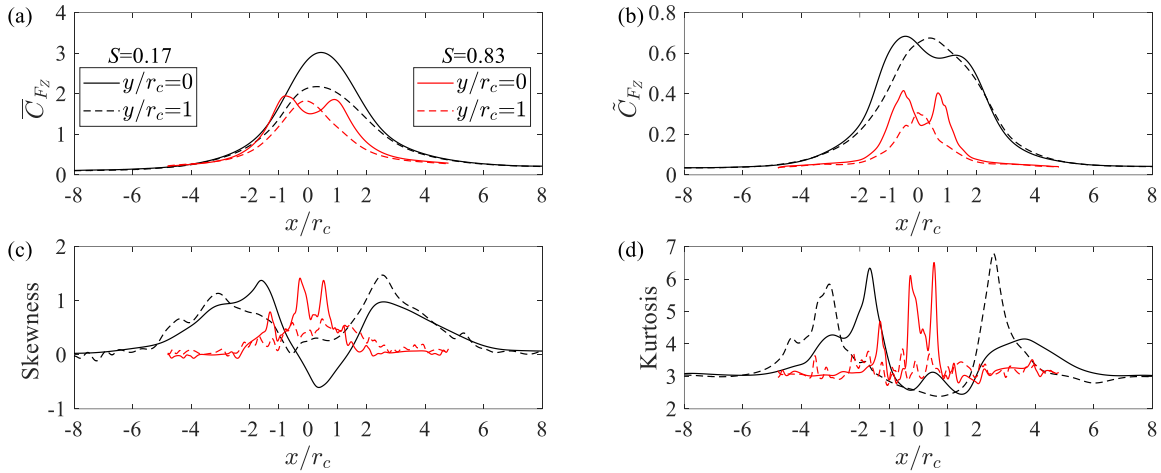 (a)
C̅_{F_Z}
4
3
2
1
0
S=0.17
y/r_c=0
y/r_c=1
S=0.83
y/r_c=0
y/r_c=1
-8 -6 -4 -2 -1 0 1 2 4 6 8
x/r_c
(b)
C̃_{F_Z}
0.8
0.6
0.4
0.2
0
-8 -6 -4 -2 -1 0 1 2 4 6 8
x/r_c
(c)
Skewness
2
1
0
-1
-8 -6 -4 -2 -1 0 1 2 4 6 8
x/r_c
(d)
Kurtosis
7
6
5
4
3
2
-8 -6 -4 -2 -1 0 1 2 4 6 8
x/r_c